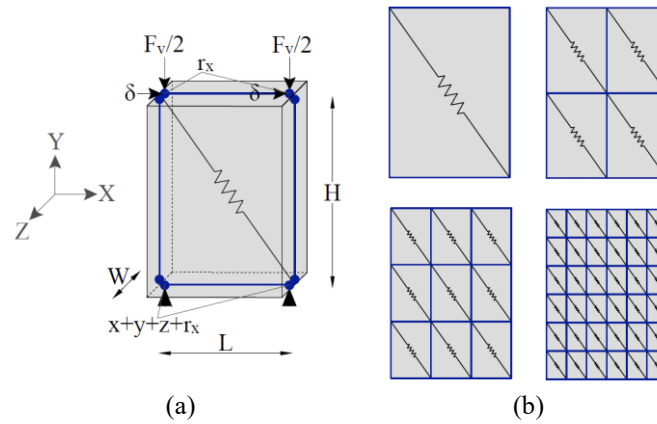 Fᵥ/2 Fᵥ/2
rₓ
δ δ
Y
X
Z
H
W
x+y+z+rₓ
L
(a) (b)